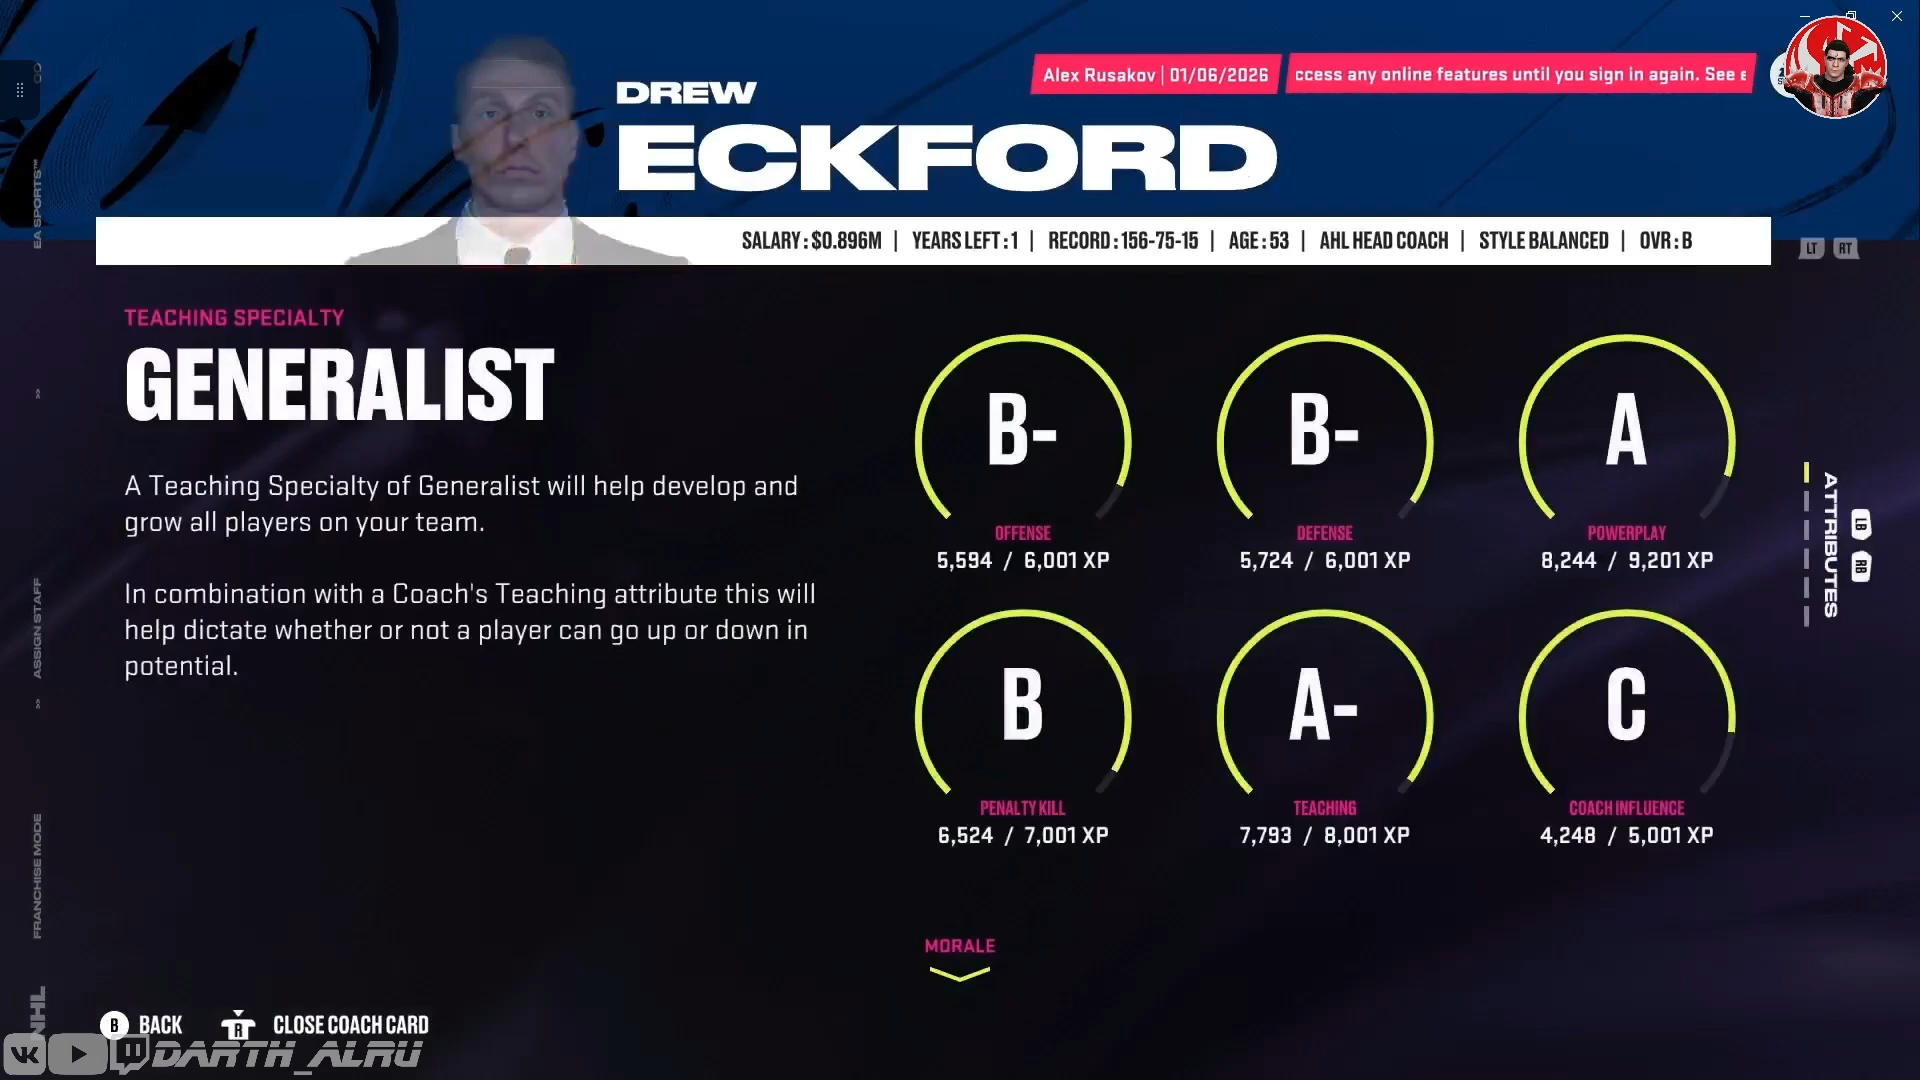 DREW
ECKFORD
Alex Rusakov | 01/06/2026
ccess any online features until you sign in again. See e
SALARY : $0.896M | YEARS LEFT : 1 | RECORD : 156-75-15 | AGE : 53 | AHL HEAD COACH | STYLE BALANCED | OVR : B
LT RT
TEACHING SPECIALTY
GENERALIST
A Teaching Specialty of Generalist will help develop and
grow all players on your team.
In combination with a Coach's Teaching attribute this will
help dictate whether or not a player can go up or down in
potential.
B-
OFFENSE
5,594 / 6,001 XP
B-
DEFENSE
5,724 / 6,001 XP
A
POWERPLAY
8,244 / 9,201 XP
B
PENALTY KILL
6,524 / 7,001 XP
A-
TEACHING
7,793 / 8,001 XP
C
COACH INFLUENCE
4,248 / 5,001 XP
MORALE
ATTRIBUTES
LB RB
EA SPORTS™
ASSIGN STAFF
FRANCHISE MODE
NHL
B BACK
R CLOSE COACH CARD
DARTH_ALRU